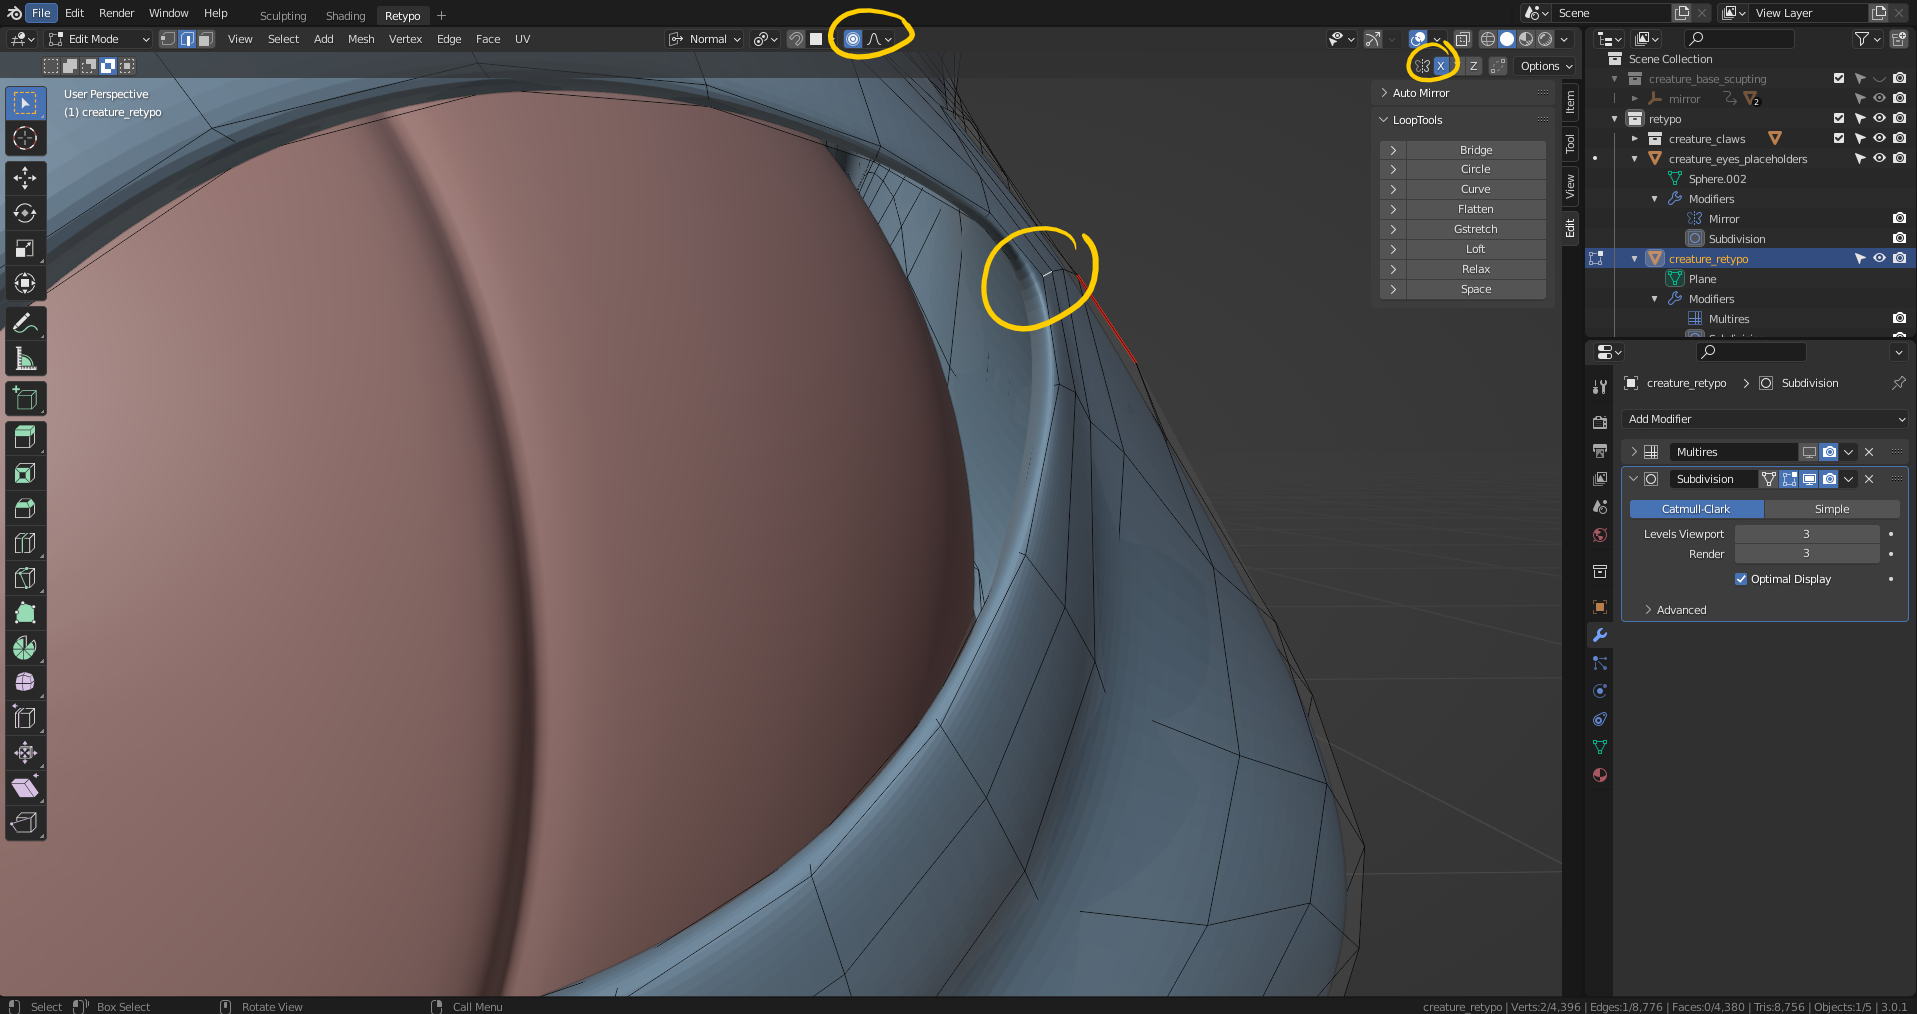 File Edit Render Window Help Sculpting Shading Retypo + Scene View Layer
Edit Mode View Select Add Mesh Vertex Edge Face UV Normal
X Z Options
User Perspective
(1) creature_retypo
Auto Mirror
LoopTools
Bridge
Circle
Curve
Flatten
Gstretch
Loft
Relax
Space
Item
Tool
View
Edit
Scene Collection
creature_base_scupting
mirror 2
retypo
creature_claws
creature_eyes_placeholders
Sphere.002
Modifiers
Mirror
Subdivision
creature_retypo
Plane
Modifiers
Multires
creature_retypo > Subdivision
Add Modifier
Multires
Subdivision
Catmull-Clark Simple
Levels Viewport 3
Render 3
Optimal Display
Advanced
Select Box Select Rotate View Call Menu
creature_retypo | Verts:2/4,396 | Edges:1/8,776 | Faces:0/4,380 | Tris:8,756 | Objects:1/5 | 3.0.1